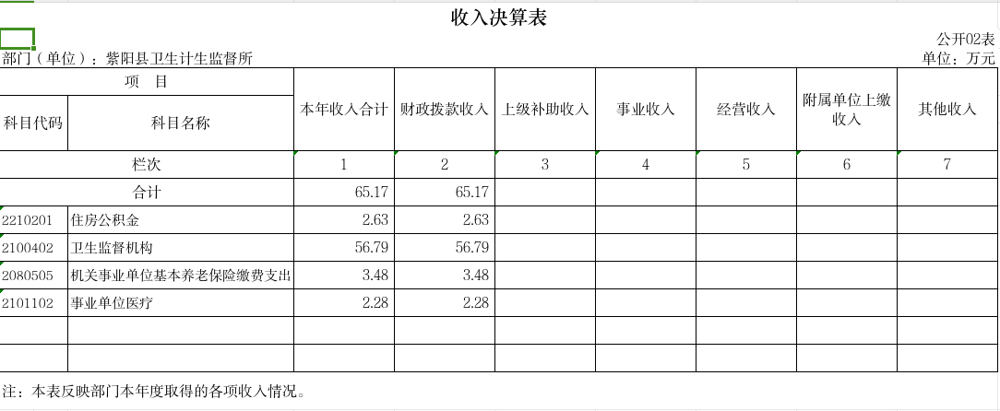 收入决算表
公开02表
部门（单位）：紫阳县卫生计生监督所 单位：万元
项 目
科目代码 科目名称 本年收入合计 财政拨款收入 上级补助收入 事业收入 经营收入 附属单位上缴收入 其他收入
栏次 1 2 3 4 5 6 7
合计 65.17 65.17
2210201 住房公积金 2.63 2.63
2100402 卫生监督机构 56.79 56.79
2080505 机关事业单位基本养老保险缴费支出 3.48 3.48
2101102 事业单位医疗 2.28 2.28
注：本表反映部门本年度取得的各项收入情况。